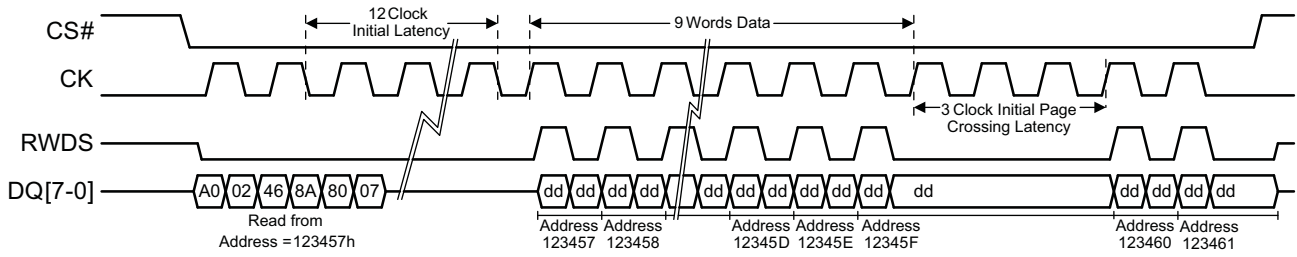 12 Clock
Initial Latency
9 Words Data
CS#
CK
3 Clock Initial Page
Crossing Latency
RWDS
DQ[7-0]
A0 02 46 8A 80 07
dd dd dd dd dd dd dd dd dd dd dd dd dd dd dd
Read from
Address = 123457h
Address
123457
Address
123458
Address
12345D
Address
12345E
Address
12345F
Address
123460
Address
123461